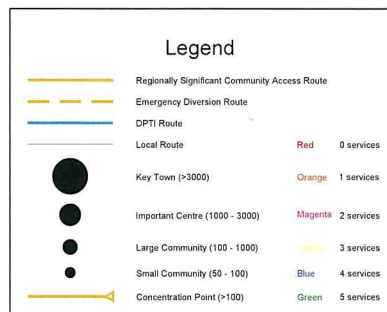 Legend
Regionally Significant Community Access Route
Emergency Diversion Route
DPTI Route
Local Route Red 0 services
Key Town (>3000) Orange 1 services
Important Centre (1000 - 3000) Magenta 2 services
Large Community (100 - 1000) 3 services
Small Community (50 - 100) Blue 4 services
Concentration Point (>100) Green 5 services